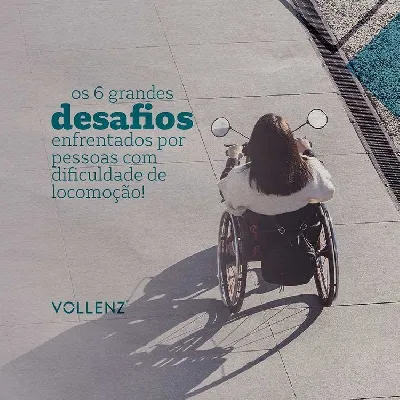 os 6 grandes
desafios
enfrentados por
pessoas com
dificuldade de
locomoção!
VOLLENZ